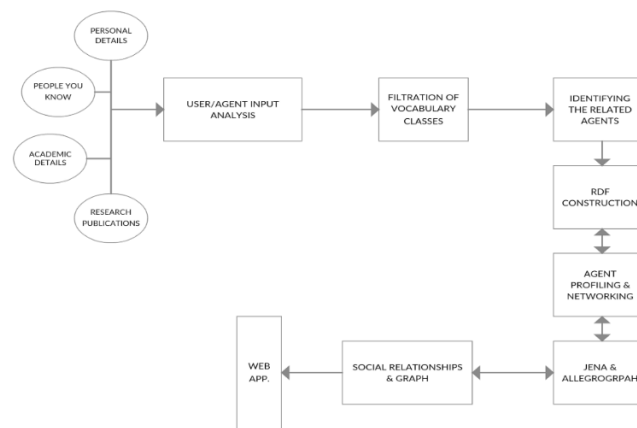 PERSONAL
DETAILS
PEOPLE YOU
KNOW
ACADEMIC
DETAILS
RESEARCH
PUBLICATIONS
USER/AGENT INPUT
ANALYSIS
FILTRATION OF
VOCABULARY
CLASSES
IDENTIFYING
THE RELATED
AGENTS
RDF
CONSTRUCTION
AGENT
PROFILING &
NETWORKING
JENA &
ALLEGROGRPAH
SOCIAL RELATIONSHIPS
& GRAPH
WEB
APP.